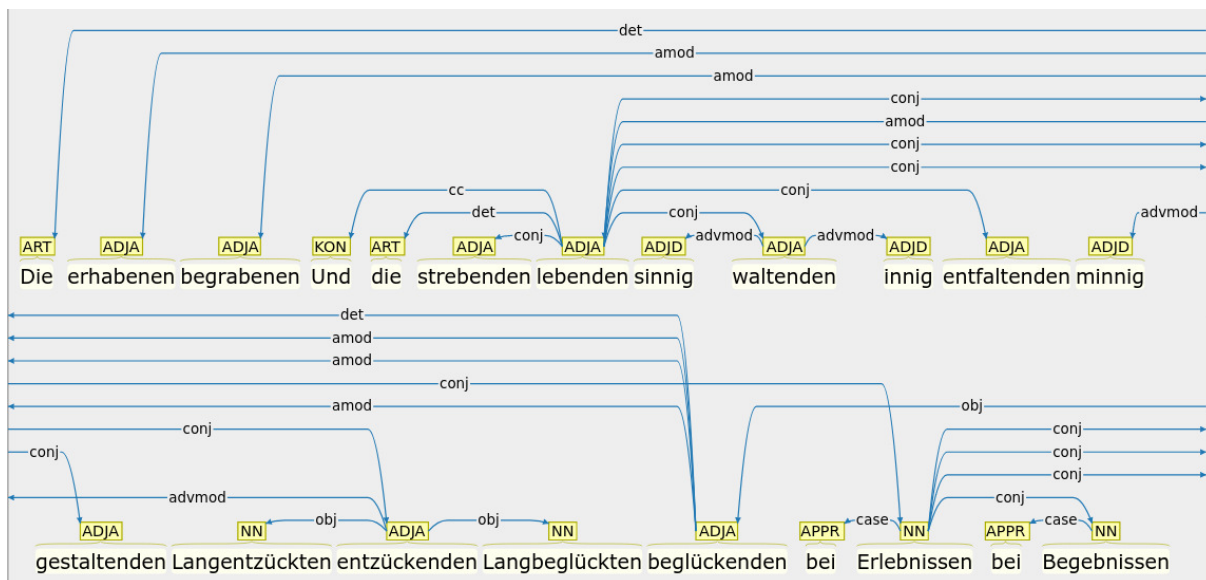 det
amod
amod
conj
amod
conj
conj
cc conj
det conj advmod
conj advmod advmod
ART ADJA ADJA KON ART ADJA ADJA ADJD ADJA ADJD ADJA ADJD
Die erhabenen begrabenen Und die strebenden lebenden sinnig waltenden innig entfaltenden minnig
det
amod
amod
conj
amod obj
conj conj
conj conj
conj
advmod conj
obj obj case case
ADJA NN ADJA NN ADJA APPR NN APPR NN
gestaltenden Langentzückten entzückenden Langbeglückten beglückenden bei Erlebnissen bei Begebnissen